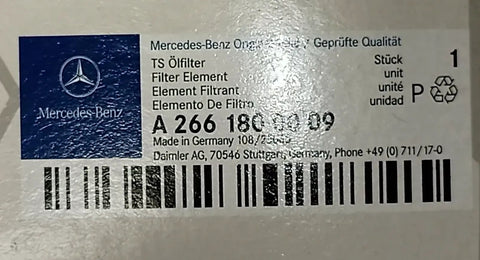 Mercedes-Benz
Mercedes-Benz Geprüfte Qualität
TS Ölfilter
Filter Element
Element Filtrant
Elemento De Filtro
Stück
unit
unité
unidad
1
P
A 266 180 00 09
Made in Germany
Daimler AG, 70546 Stuttgart, Germany, Phone +49 (0) 711/17-0